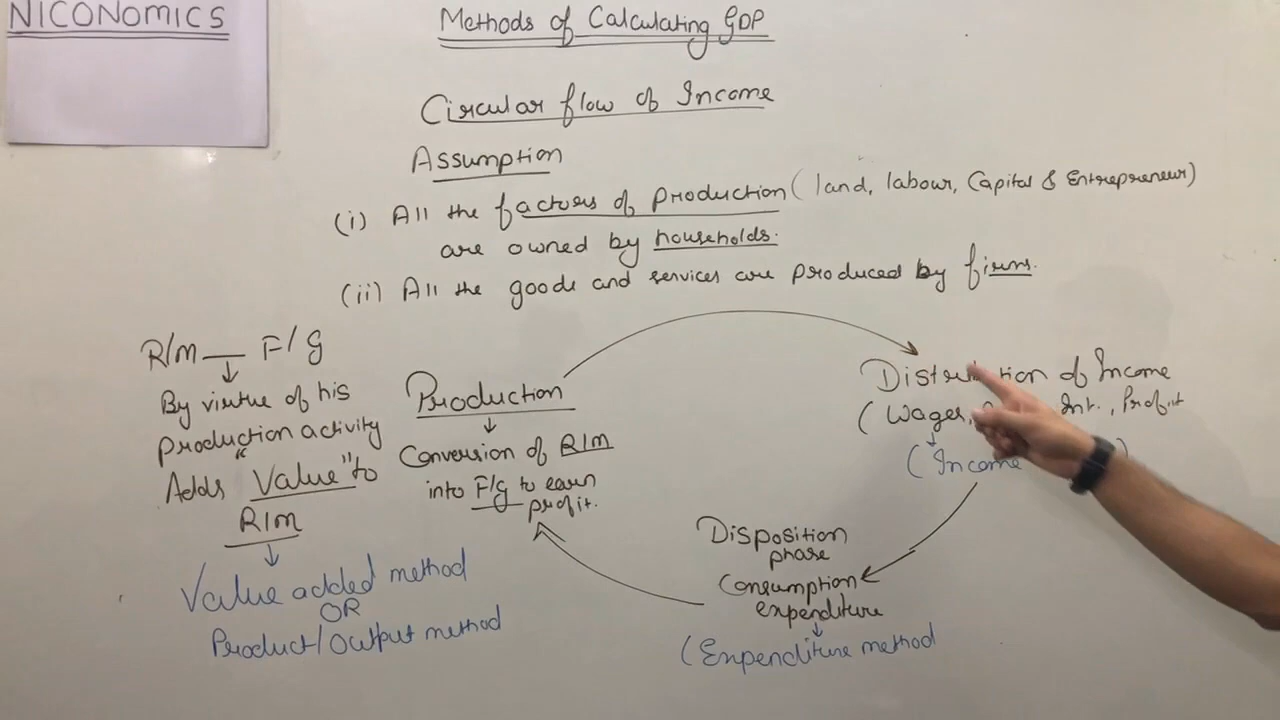 NICONOMICS
Methods of Calculating GDP
Circular flow of Income
Assumption
(i) All the factors of Production (land, labour, Capital & Entrepreneur)
are owned by households.
(ii) All the goods and services are produced by firms.
R/m — F/g
By virtue of his
production activity
Adds "Value" to
R/m
Value added method
OR
Product/Output method
Production
Conversion of R/m
into F/g to earn
profit.
Distribution of Income
(Wages, Int., Profit
(Income )
Disposition
phase
Consumption
expenditure
(Expenditure method